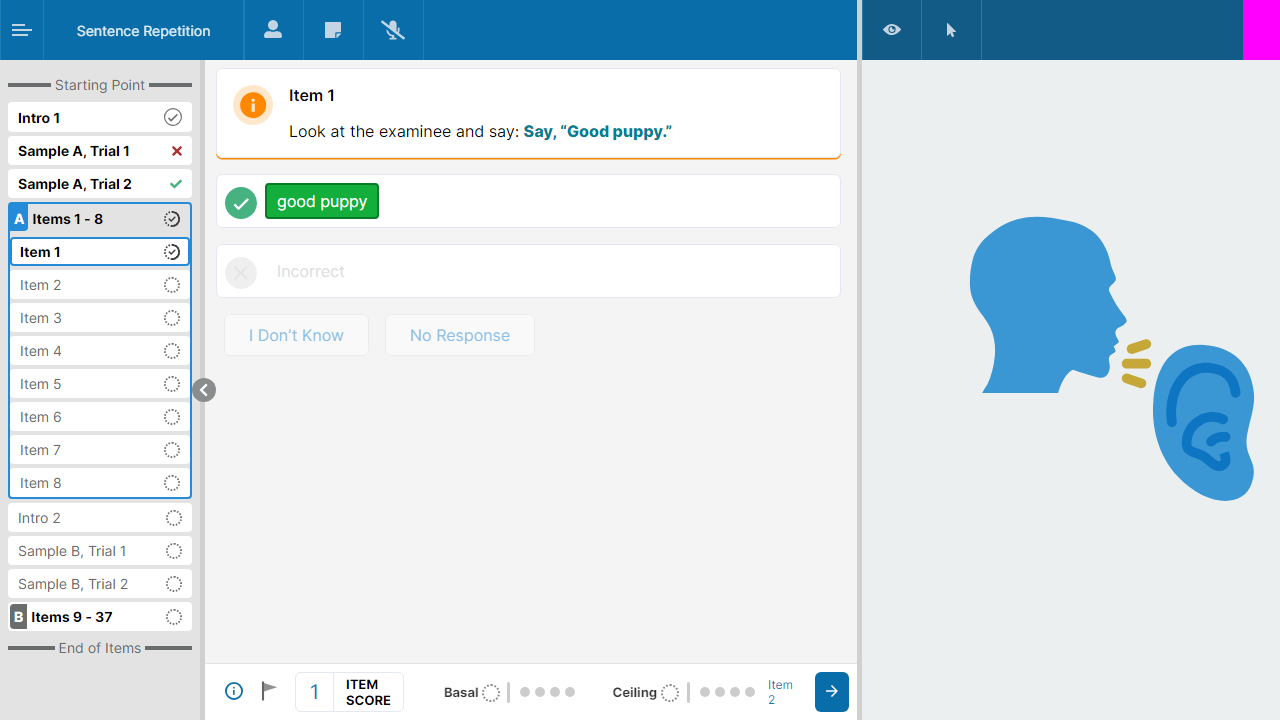 Sentence Repetition
Starting Point
Intro 1
Sample A, Trial 1
Sample A, Trial 2
A Items 1 - 8
Item 1
Item 2
Item 3
Item 4
Item 5
Item 6
Item 7
Item 8
Intro 2
Sample B, Trial 1
Sample B, Trial 2
B Items 9 - 37
End of Items
Item 1
Look at the examinee and say: Say, “Good puppy.”
good puppy
Incorrect
I Don’t Know
No Response
1
ITEM
SCORE
Basal
Ceiling
Item
2